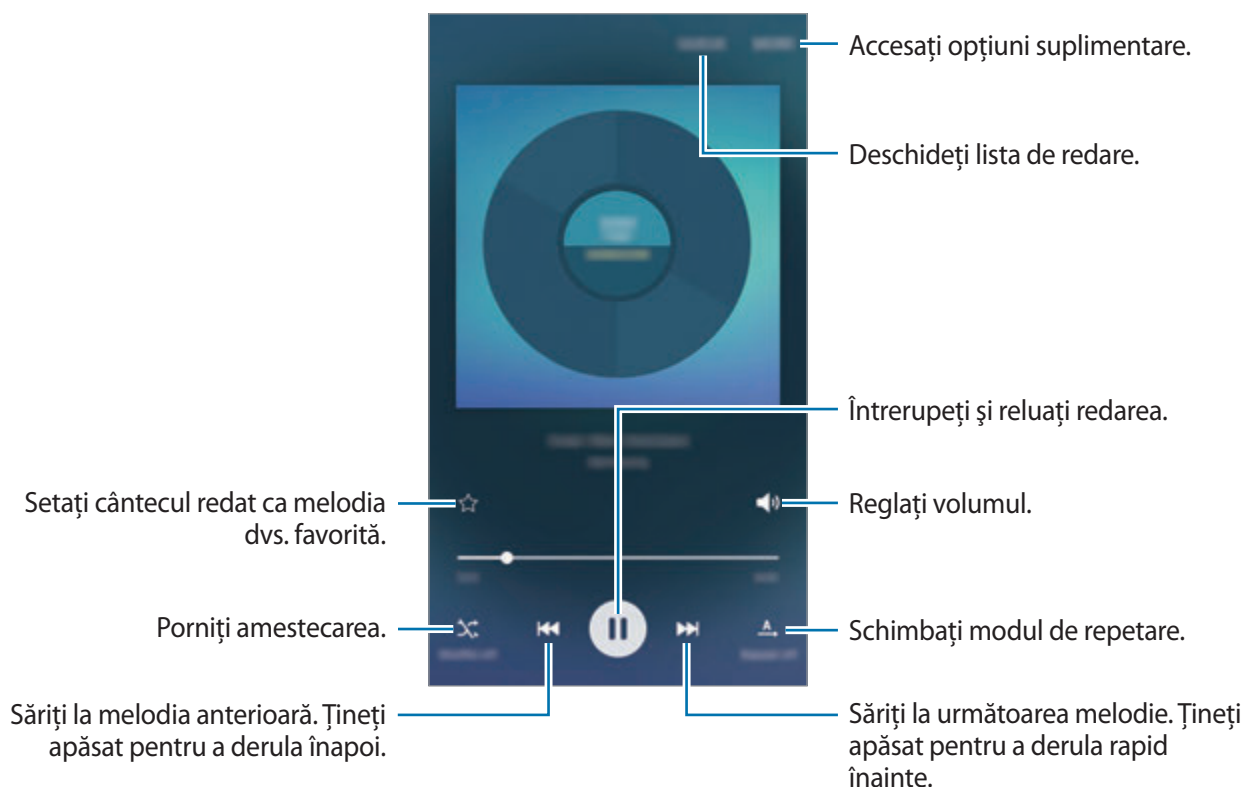 Accesați opțiuni suplimentare.
Deschideți lista de redare.
Întrerupeți şi reluați redarea.
Setați cântecul redat ca melodia
dvs. favorită.
Reglați volumul.
Porniți amestecarea.
A
Schimbați modul de repetare.
Săriți la melodia anterioară. Țineți
apăsat pentru a derula înapoi.
Săriți la următoarea melodie. Țineți
apăsat pentru a derula rapid
înainte.